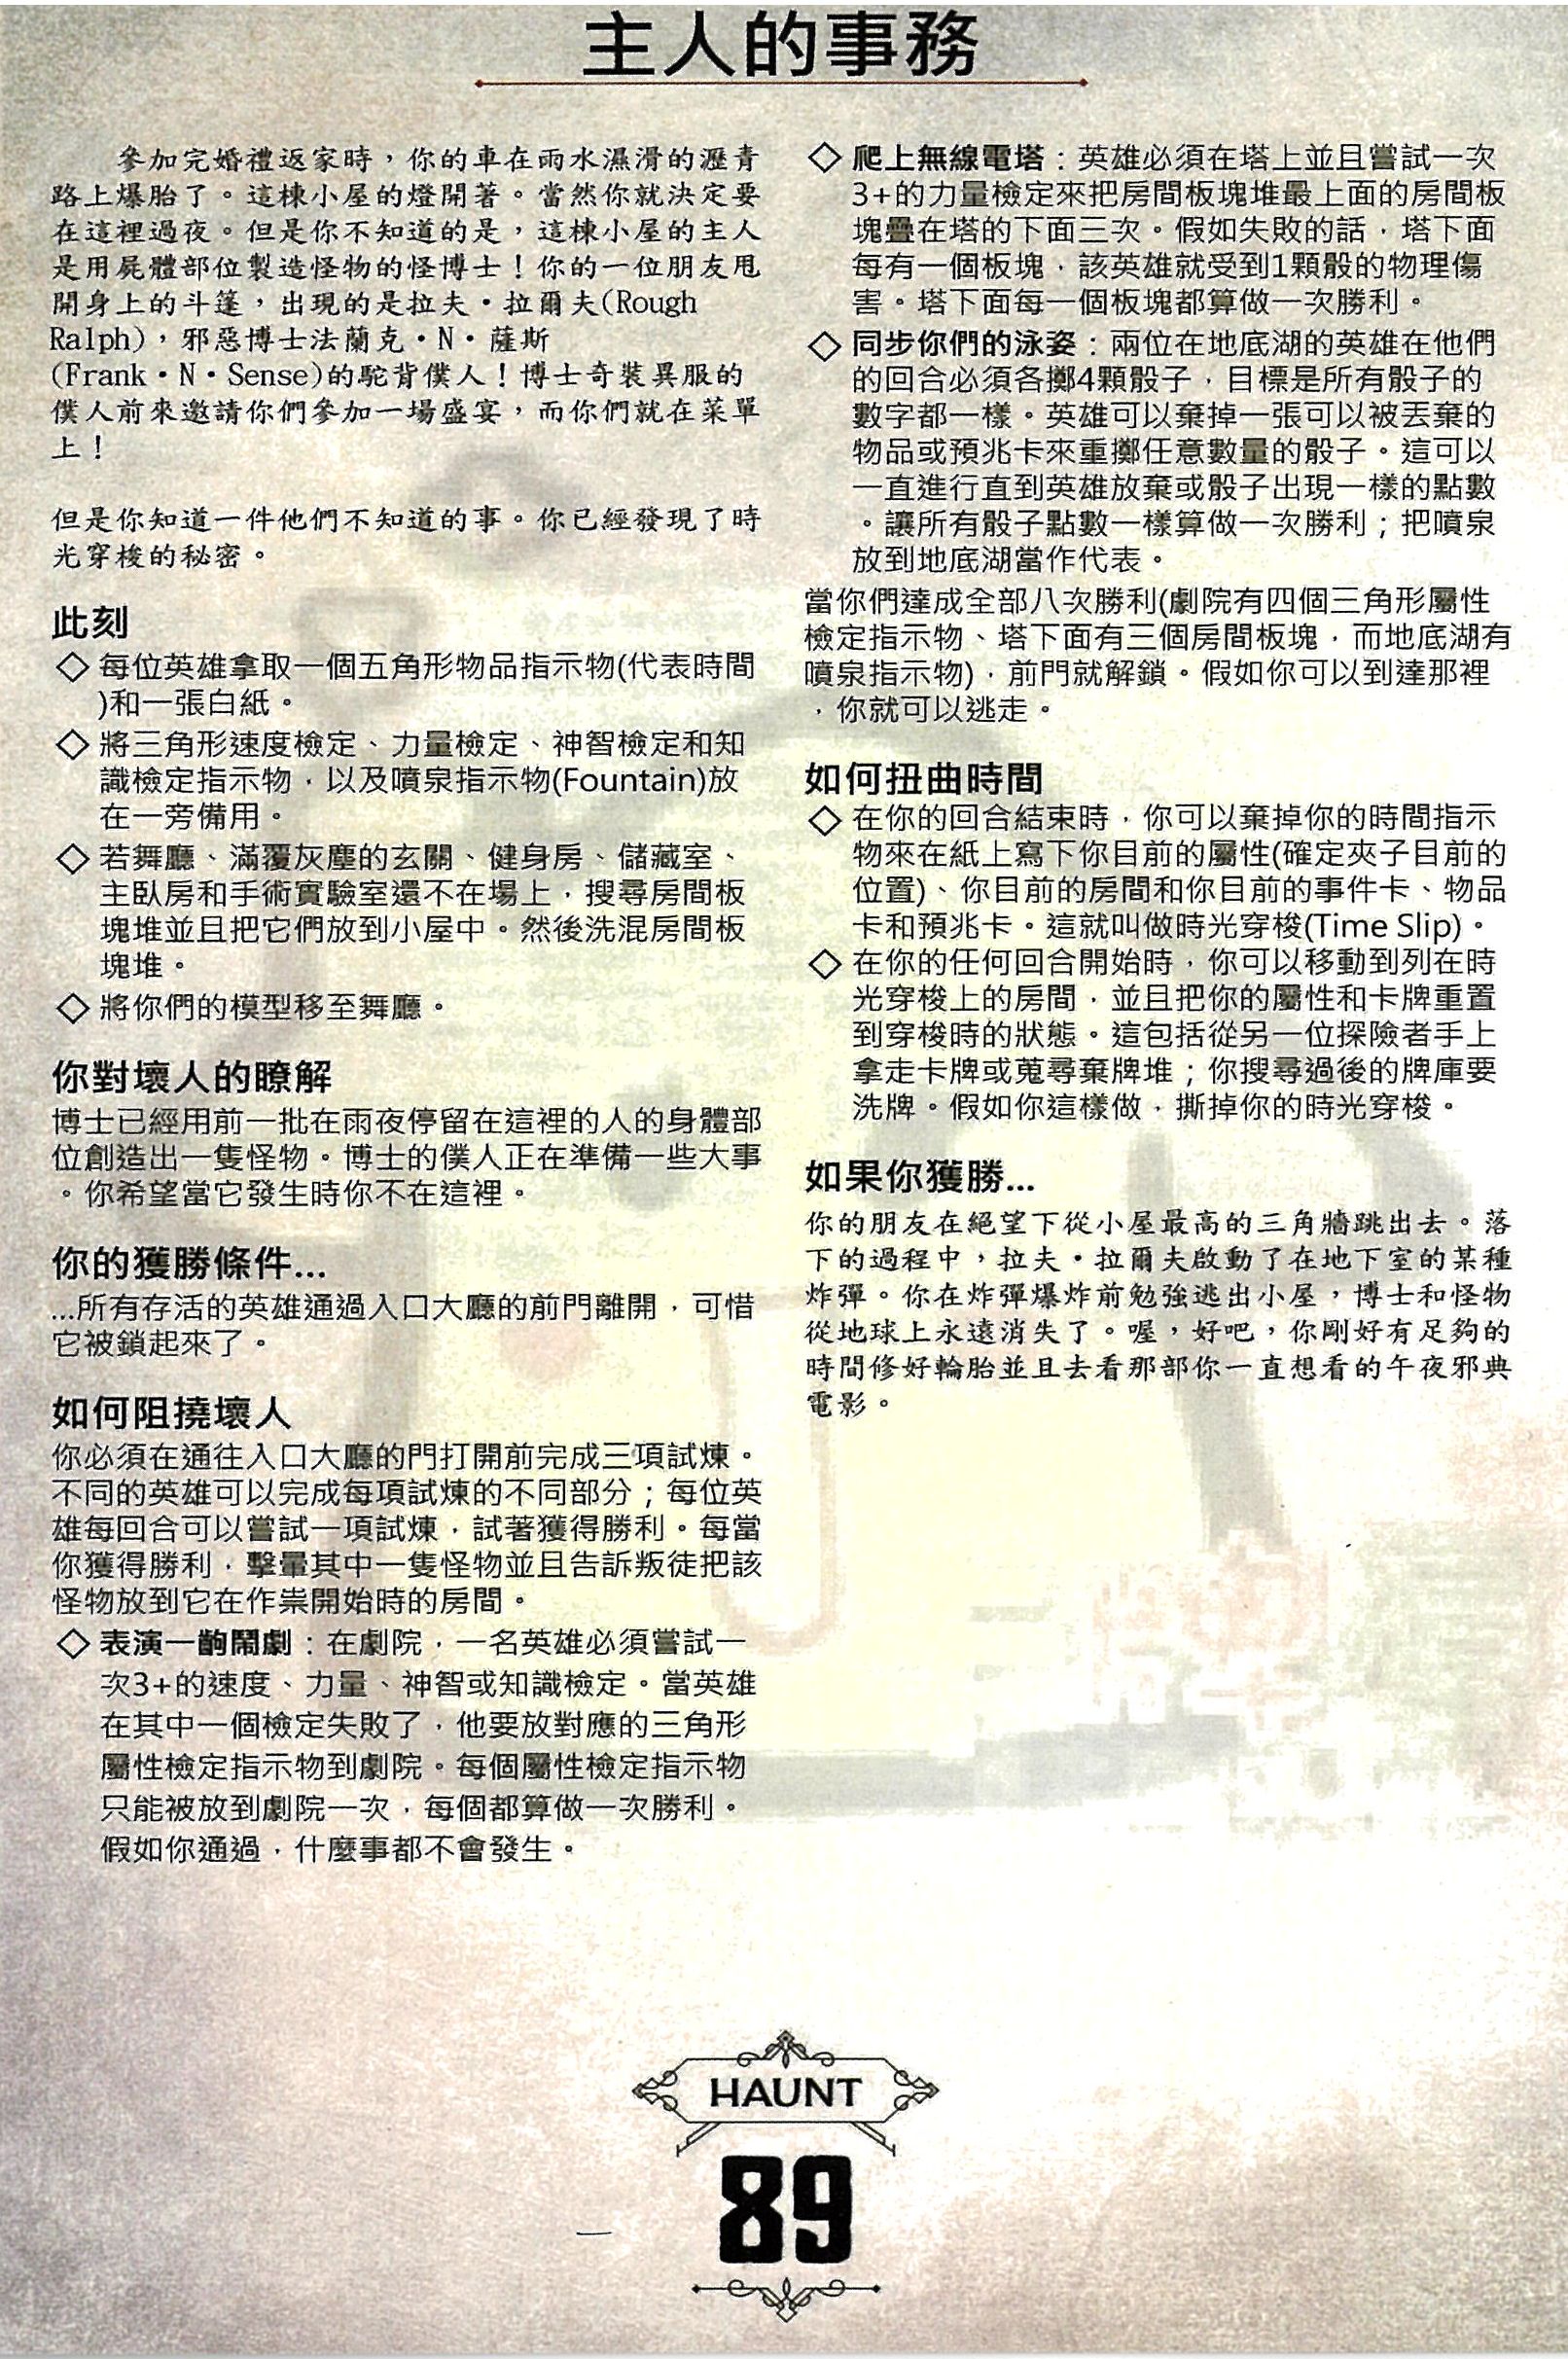 主人的事務
參加完婚禮返家時，你的車在雨水濕滑的瀝青
路上爆胎了。這棟小屋的燈開著。當然你就決定要
在這裡過夜。但是你不知道的是，這棟小屋的主人
是用屍體部位製造怪物的怪博士！你的一位朋友甩
開身上的斗篷，出現的是拉夫・拉爾夫(Rough
Ralph)，邪惡博士法蘭克・N・薩斯
(Frank・N・Sense)的駝背僕人！博士奇裝異服的
僕人前來邀請你們參加一場盛宴，而你們就在菜單
上！
但是你知道一件他們不知道的事。你已經發現了時
光穿梭的秘密。
此刻
◇ 每位英雄拿取一個五角形物品指示物(代表時間
)和一張白紙。
◇ 將三角形速度檢定、力量檢定、神智檢定和知
識檢定指示物，以及噴泉指示物(Fountain)放
在一旁備用。
◇ 若舞廳、滿覆灰塵的玄關、健身房、儲藏室、
主臥房和手術實驗室還不在場上，搜尋房間板
塊堆並且把它們放到小屋中。然後洗混房間板
塊堆。
◇ 將你們的模型移至舞廳。
你對壞人的瞭解
博士已經用前一批在雨夜停留在這裡的人的身體部
位創造出一隻怪物。博士的僕人正在準備一些大事
。你希望當它發生時你不在這裡。
你的獲勝條件...
...所有存活的英雄通過入口大廳的前門離開，可惜
它被鎖起來了。
如何阻撓壞人
你必須在通往入口大廳的門打開前完成三項試煉。
不同的英雄可以完成每項試煉的不同部分；每位英
雄每回合可以嘗試一項試煉，試著獲得勝利。每當
你獲得勝利，擊暈其中一隻怪物並且告訴叛徒把該
怪物放到它在作祟開始時的房間。
◇ 表演一齣鬧劇：在劇院，一名英雄必須嘗試一
次3+的速度、力量、神智或知識檢定。當英雄
在其中一個檢定失敗了，他要放對應的三角形
屬性檢定指示物到劇院。每個屬性檢定指示物
只能被放到劇院一次，每個都算做一次勝利。
假如你通過，什麼事都不會發生。
◇ 爬上無線電塔：英雄必須在塔上並且嘗試一次
3+的力量檢定來把房間板塊堆最上面的房間板
塊疊在塔的下面三次。假如失敗的話，塔下面
每有一個板塊，該英雄就受到1顆骰的物理傷
害。塔下面每一個板塊都算做一次勝利。
◇ 同步你們的泳姿：兩位在地底湖的英雄在他們
的回合必須各擲4顆骰子，目標是所有骰子的
數字都一樣。英雄可以棄掉一張可以被丟棄的
物品或預兆卡來重擲任意數量的骰子。這可以
一直進行直到英雄放棄或骰子出現一樣的點數
。讓所有骰子點數一樣算做一次勝利；把噴泉
放到地底湖當作代表。
當你們達成全部八次勝利(劇院有四個三角形屬性
檢定指示物、塔下面有三個房間板塊，而地底湖有
噴泉指示物)，前門就解鎖。假如你可以到達那裡
，你就可以逃走。
如何扭曲時間
◇ 在你的回合結束時，你可以棄掉你的時間指示
物來在紙上寫下你目前的屬性(確定夾子目前的
位置)、你目前的房間和你目前的事件卡、物品
卡和預兆卡。這就叫做時光穿梭(Time Slip)。
◇ 在你的任何回合開始時，你可以移動到列在時
光穿梭上的房間，並且把你的屬性和卡牌重置
到穿梭時的狀態。這包括從另一位探險者手上
拿走卡牌或蒐尋棄牌堆；你搜尋過後的牌庫要
洗牌。假如你這樣做，撕掉你的時光穿梭。
如果你獲勝...
你的朋友在絕望下從小屋最高的三角牆跳出去。落
下的過程中，拉夫・拉爾夫啟動了在地下室的某種
炸彈。你在炸彈爆炸前勉強逃出小屋，博士和怪物
從地球上永遠消失了。喔，好吧，你剛好有足夠的
時間修好輪胎並且去看那部你一直想看的午夜邪典
電影。
HAUNT
89